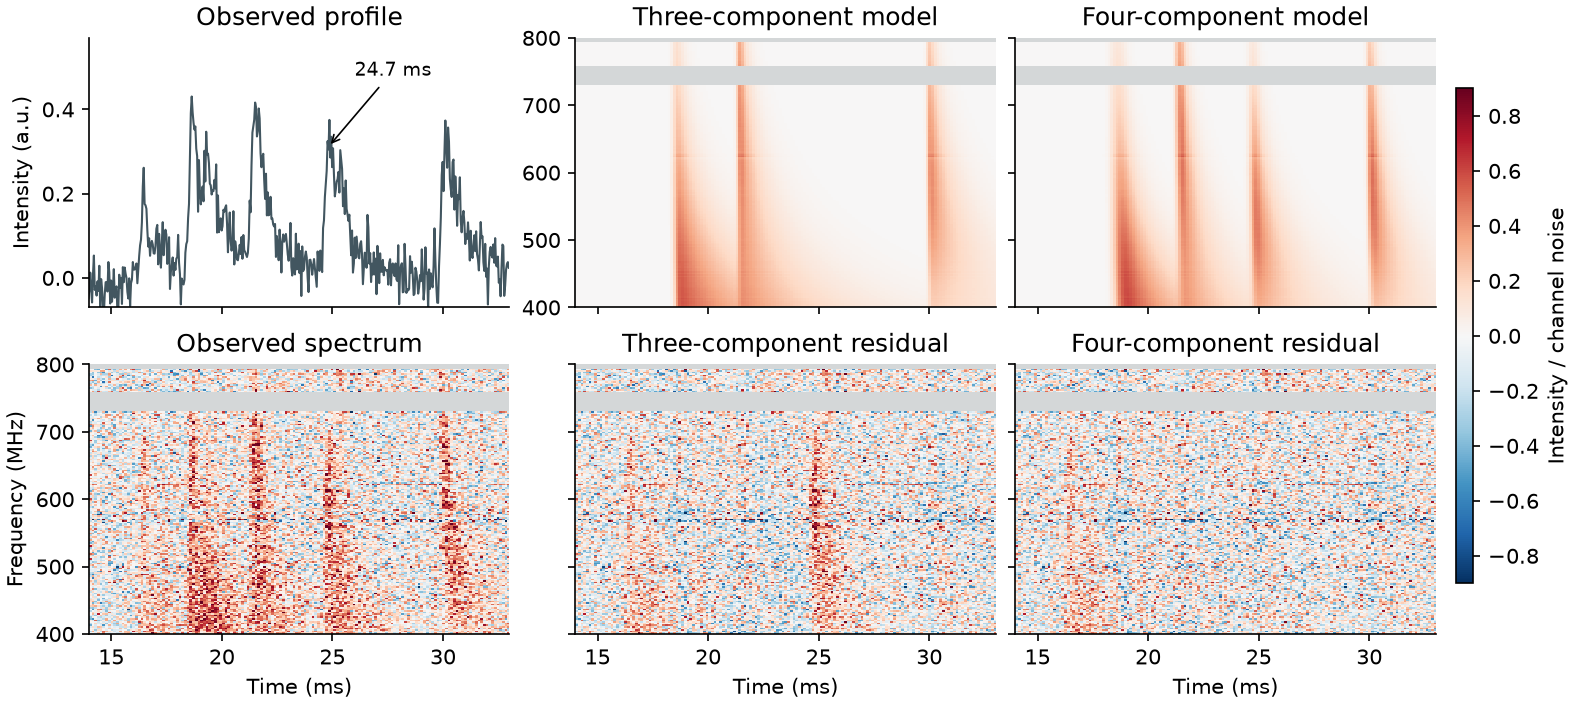 Observed profile
Three-component model
Four-component model
24.7 ms
Intensity (a.u.)
0.4
0.2
0.0
800
700
600
500
400
Observed spectrum
Three-component residual
Four-component residual
Frequency (MHz)
800
700
600
500
400
15 20 25 30
15 20 25 30
15 20 25 30
Time (ms)
Time (ms)
Time (ms)
0.8
0.6
0.4
0.2
0.0
−0.2
−0.4
−0.6
−0.8
Intensity / channel noise